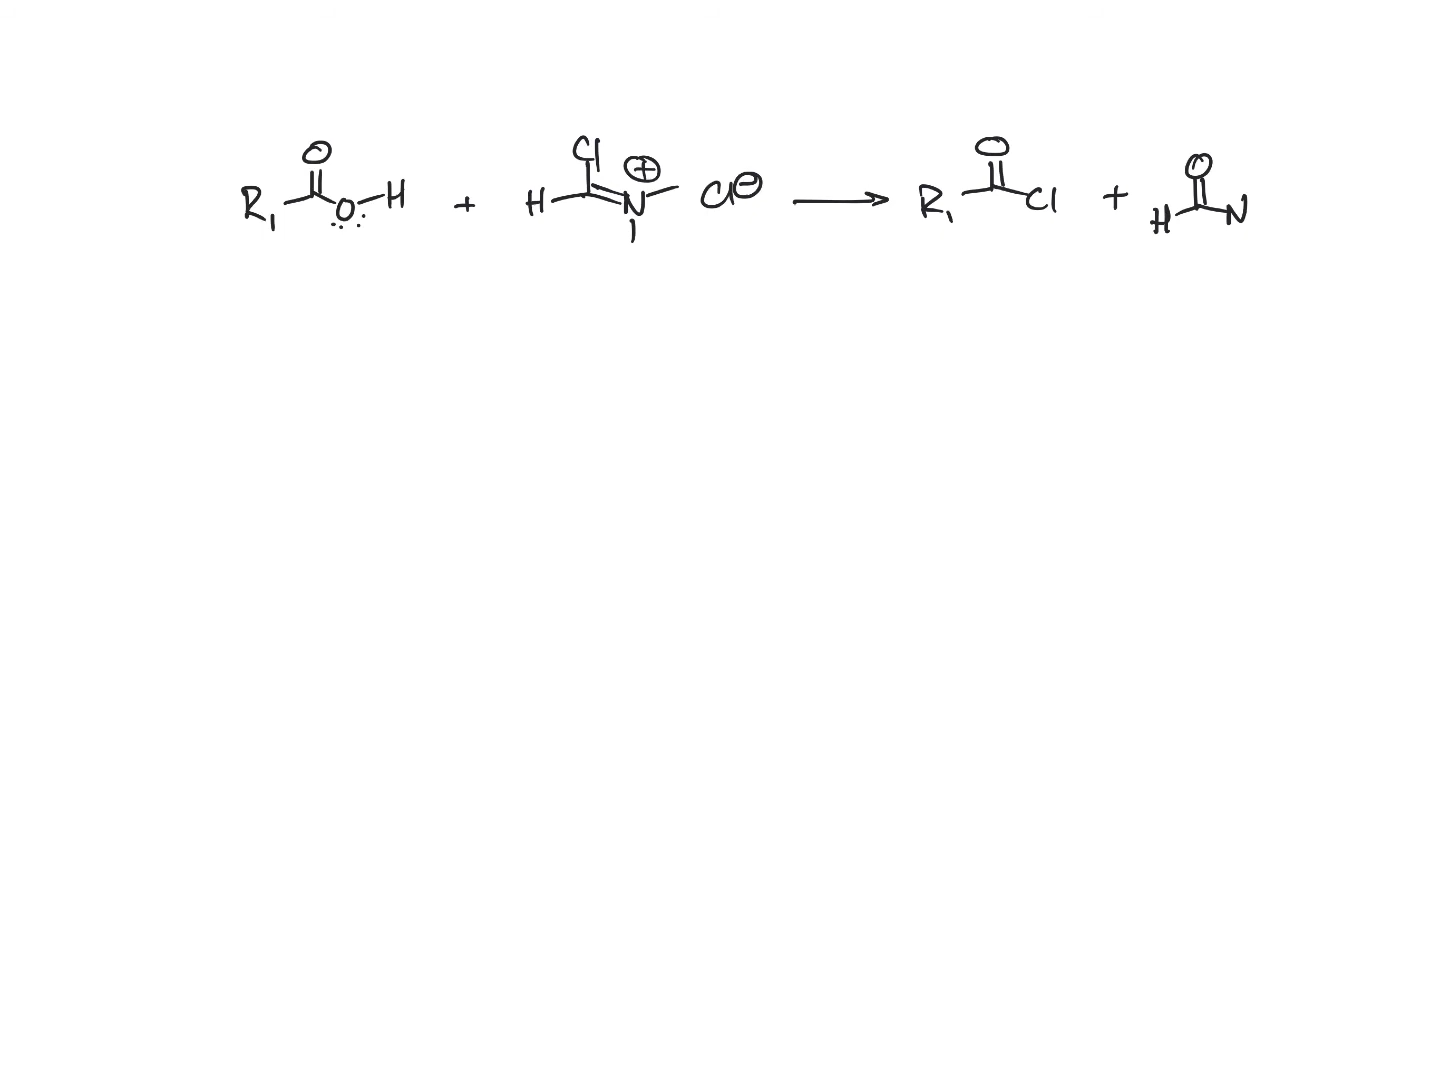 O Cl ⊕ O O
R₁ O H + H N Cl⊖ → R₁ Cl + H N